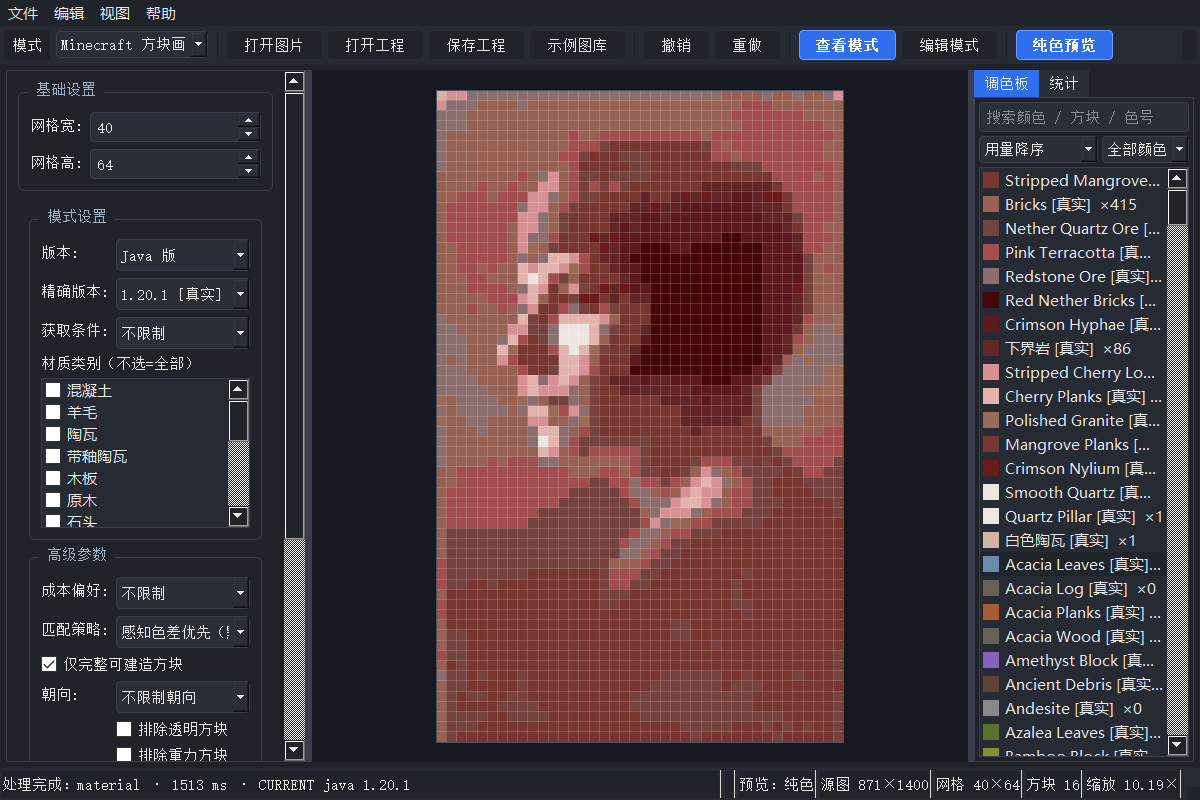 文件 编辑 视图 帮助
模式 Minecraft 方块画 打开图片 打开工程 保存工程 示例图库 撤销 重做 查看模式 编辑模式 纯色预览
基础设置
网格宽: 40
网格高: 64
模式设置
版本: Java 版
精确版本: 1.20.1 [真实]
获取条件: 不限制
材质类别（不选=全部）
混凝土
羊毛
陶瓦
带釉陶瓦
木板
原木
石头
高级参数
成本偏好: 不限制
匹配策略: 感知色差优先（
仅完整可建造方块
朝向: 不限制朝向
排除透明方块
排除重力方块
调色板 统计
搜索颜色 / 方块 / 色号
用量降序 全部颜色
Stripped Mangrove...
Bricks [真实] ×415
Nether Quartz Ore [...
Pink Terracotta [真...
Redstone Ore [真实]...
Red Nether Bricks [...
Crimson Hyphae [真...
下界岩 [真实] ×86
Stripped Cherry Lo...
Cherry Planks [真实] ...
Polished Granite [真...
Mangrove Planks [...
Crimson Nylium [真...
Smooth Quartz [真...
Quartz Pillar [真实] ×1
白色陶瓦 [真实] ×1
Acacia Leaves [真实]...
Acacia Log [真实] ×0
Acacia Planks [真实] ...
Acacia Wood [真实] ...
Amethyst Block [真...
Ancient Debris [真实...
Andesite [真实] ×0
Azalea Leaves [真实]...
Bamboo Block [真实
处理完成: material · 1513 ms · CURRENT java 1.20.1 预览: 纯色 源图 871×1400 网格 40×64 方块 16 缩放 10.19×